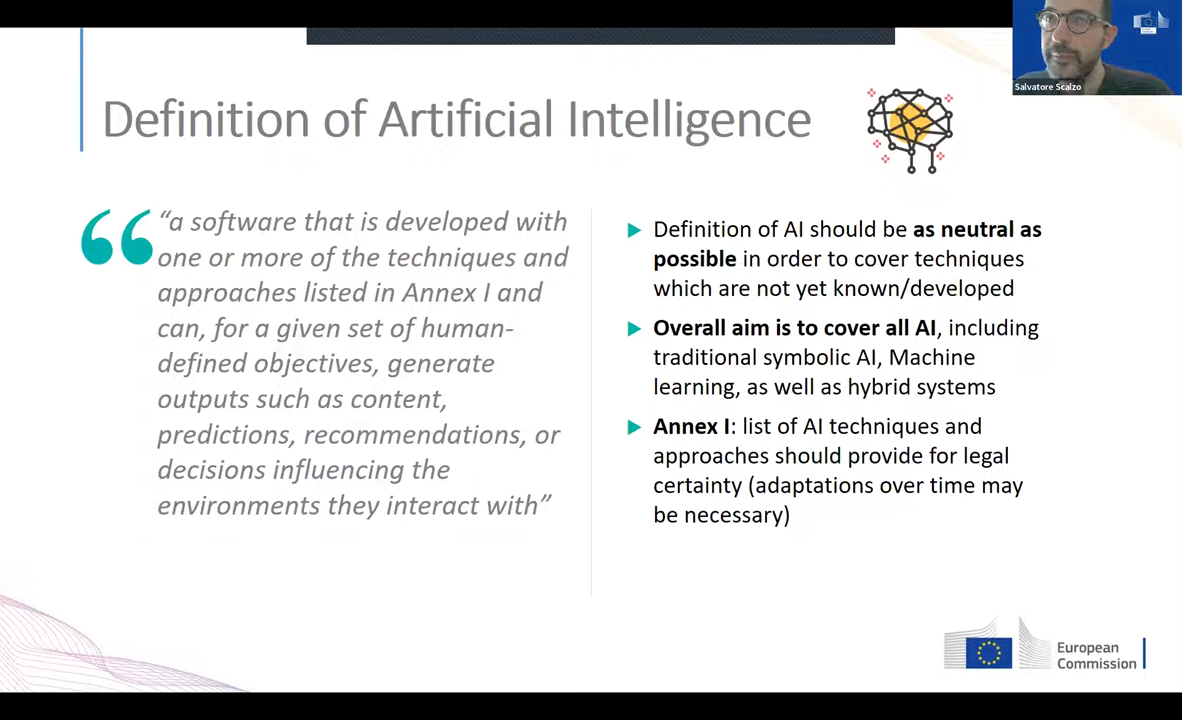 Salvatore Scalzo
Definition of Artificial Intelligence
“a software that is developed with
one or more of the techniques and
approaches listed in Annex I and
can, for a given set of human-
defined objectives, generate
outputs such as content,
predictions, recommendations, or
decisions influencing the
environments they interact with”
Definition of AI should be as neutral as
possible in order to cover techniques
which are not yet known/developed
Overall aim is to cover all AI, including
traditional symbolic AI, Machine
learning, as well as hybrid systems
Annex I: list of AI techniques and
approaches should provide for legal
certainty (adaptations over time may
be necessary)
European
Commission